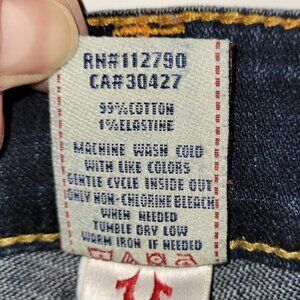 RN#112790
CA#30427
99%COTTON
1%ELASTINE
MACHINE WASH COLD
WITH LIKE COLORS
GENTLE CYCLE INSIDE OUT
ONLY NON-CHLORINE BLEACH
WHEN NEEDED
TUMBLE DRY LOW
WARM IRON IF NEEDED